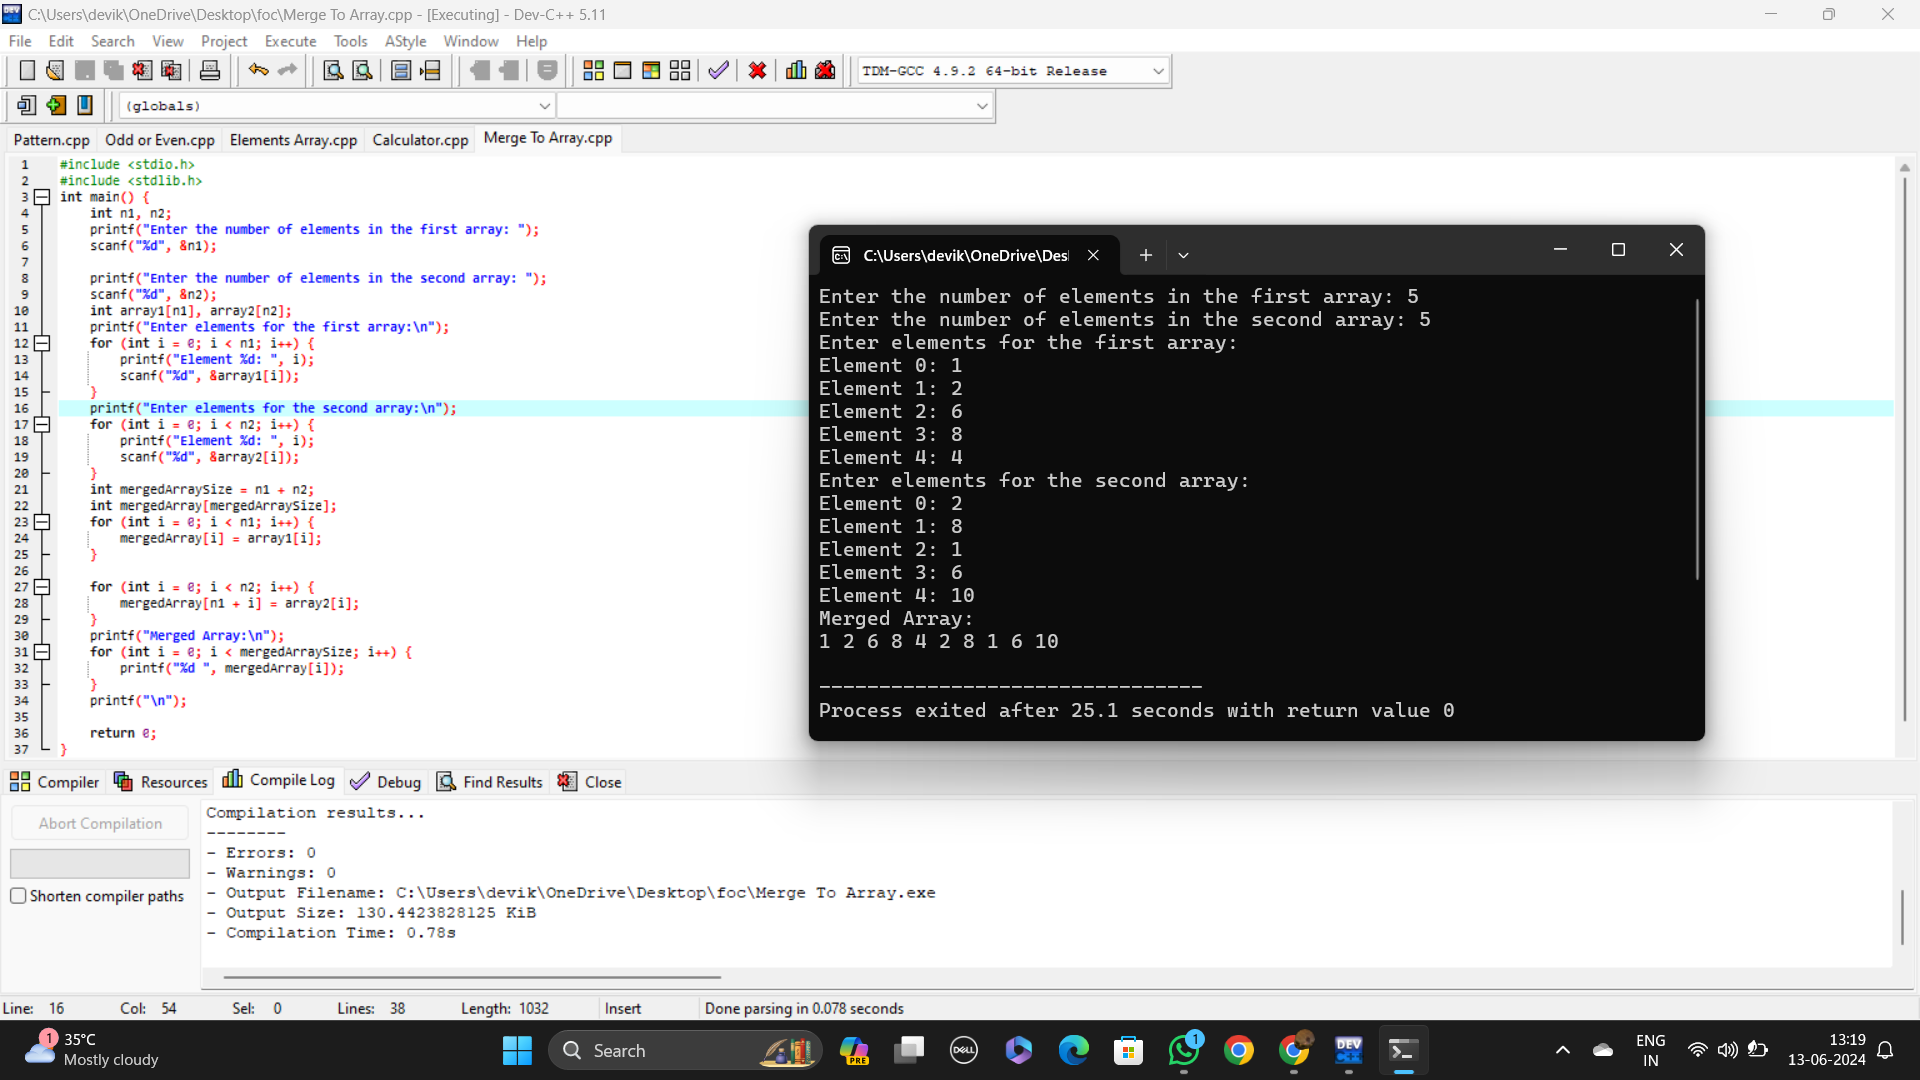 C:\Users\devik\OneDrive\Desktop\foc\Merge To Array.cpp - [Executing] - Dev-C++ 5.11
File Edit Search View Project Execute Tools AStyle Window Help
TDM-GCC 4.9.2 64-bit Release
(globals)
Pattern.cpp Odd or Even.cpp Elements Array.cpp Calculator.cpp Merge To Array.cpp
1 #include <stdio.h>
2 #include <stdlib.h>
3 int main() {
4 int n1, n2;
5 printf("Enter the number of elements in the first array: ");
6 scanf("%d", &n1);
7
8 printf("Enter the number of elements in the second array: ");
9 scanf("%d", &n2);
10 int array1[n1], array2[n2];
11 printf("Enter elements for the first array:\n");
12 for (int i = 0; i < n1; i++) {
13 printf("Element %d: ", i);
14 scanf("%d", &array1[i]);
15 }
16 printf("Enter elements for the second array:\n");
17 for (int i = 0; i < n2; i++) {
18 printf("Element %d: ", i);
19 scanf("%d", &array2[i]);
20 }
21 int mergedArraySize = n1 + n2;
22 int mergedArray[mergedArraySize];
23 for (int i = 0; i < n1; i++) {
24 mergedArray[i] = array1[i];
25 }
26
27 for (int i = 0; i < n2; i++) {
28 mergedArray[n1 + i] = array2[i];
29 }
30 printf("Merged Array:\n");
31 for (int i = 0; i < mergedArraySize; i++) {
32 printf("%d ", mergedArray[i]);
33 }
34 printf("\n");
35
36 return 0;
37 }
C:\Users\devik\OneDrive\Des
Enter the number of elements in the first array: 5
Enter the number of elements in the second array: 5
Enter elements for the first array:
Element 0: 1
Element 1: 2
Element 2: 6
Element 3: 8
Element 4: 4
Enter elements for the second array:
Element 0: 2
Element 1: 8
Element 2: 1
Element 3: 6
Element 4: 10
Merged Array:
1 2 6 8 4 2 8 1 6 10
--------------------------------
Process exited after 25.1 seconds with return value 0
Compiler Resources Compile Log Debug Find Results Close
Abort Compilation
Shorten compiler paths
Compilation results...
--------
- Errors: 0
- Warnings: 0
- Output Filename: C:\Users\devik\OneDrive\Desktop\foc\Merge To Array.exe
- Output Size: 130.4423828125 KiB
- Compilation Time: 0.78s
Line: 16 Col: 54 Sel: 0 Lines: 38 Length: 1032 Insert Done parsing in 0.078 seconds
1
35°C
Mostly cloudy
Search
PRE
DELL
1
DEV
C++
ENG
IN
13:19
13-06-2024